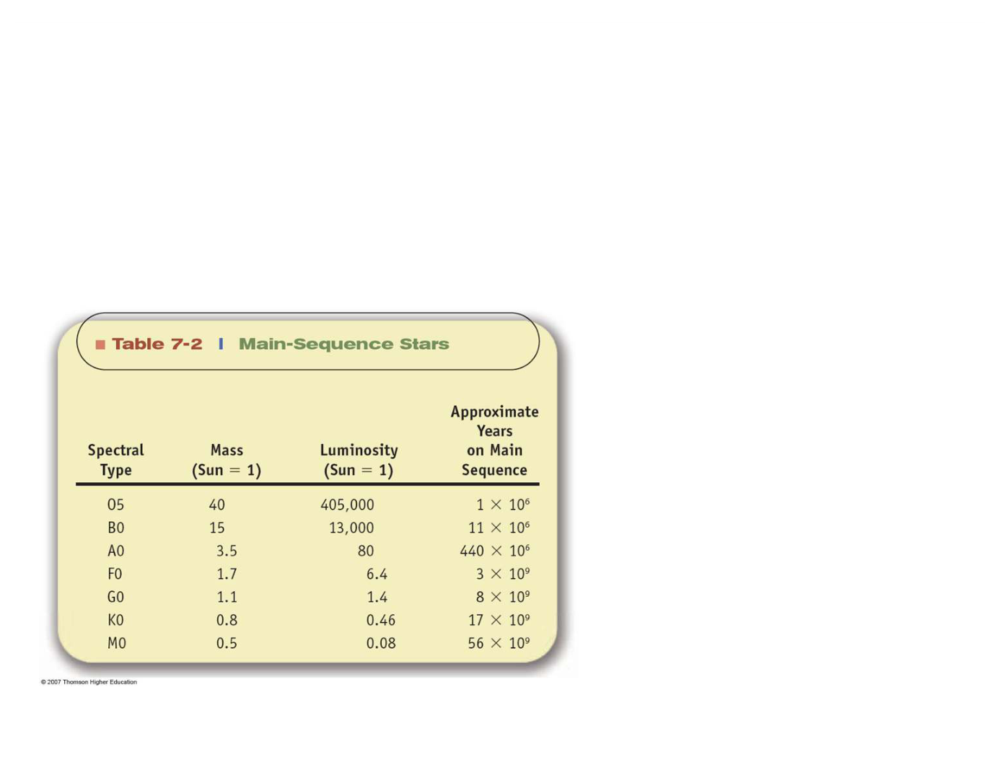 Table 7-2 | Main-Sequence Stars
Approximate
Years
Spectral Mass Luminosity on Main
Type (Sun = 1) (Sun = 1) Sequence
O5 40 405,000 1 × 10⁶
B0 15 13,000 11 × 10⁶
A0 3.5 80 440 × 10⁶
F0 1.7 6.4 3 × 10⁹
G0 1.1 1.4 8 × 10⁹
K0 0.8 0.46 17 × 10⁹
M0 0.5 0.08 56 × 10⁹
© 2007 Thomson Higher Education